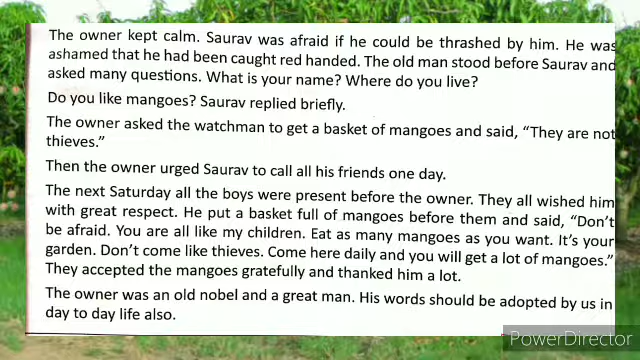 The owner kept calm. Saurav was afraid if he could be thrashed by him. He was
ashamed that he had been caught red handed. The old man stood before Saurav and
asked many questions. What is your name? Where do you live?
Do you like mangoes? Saurav replied briefly.
The owner asked the watchman to get a basket of mangoes and said, “They are not
thieves.”
Then the owner urged Saurav to call all his friends one day.
The next Saturday all the boys were present before the owner. They all wished him
with great respect. He put a basket full of mangoes before them and said, “Don’t
be afraid. You are all like my children. Eat as many mangoes as you want. It’s your
garden. Don’t come like thieves. Come here daily and you will get a lot of mangoes.”
They accepted the mangoes gratefully and thanked him a lot.
The owner was an old nobel and a great man. His words should be adopted by us in
day to day life also.
PowerDirector